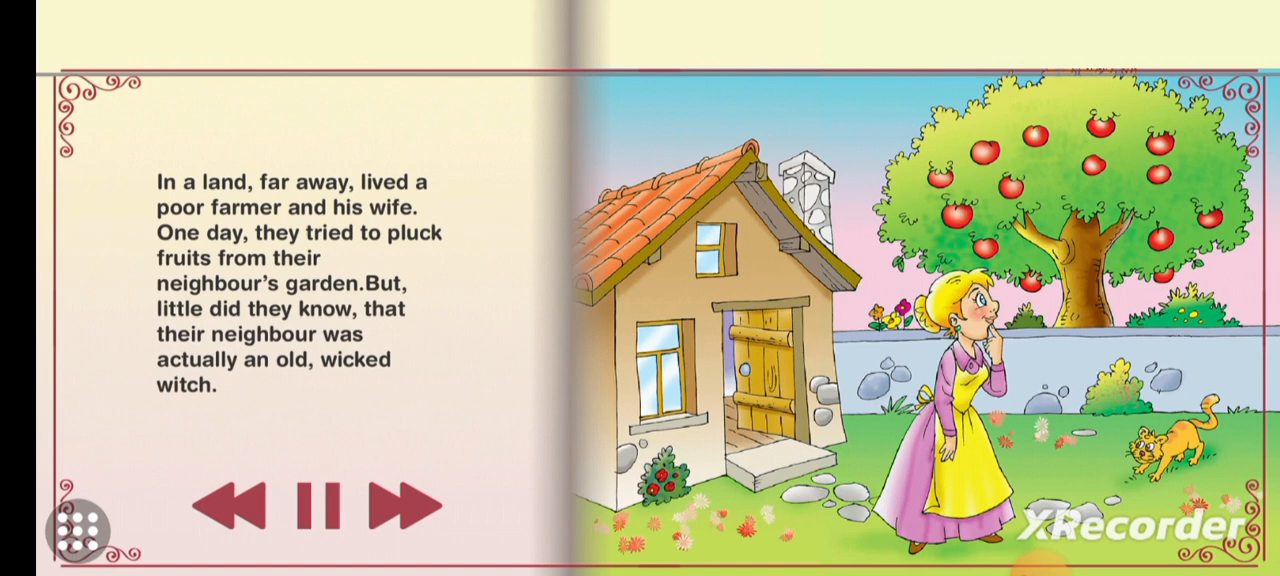 In a land, far away, lived a
poor farmer and his wife.
One day, they tried to pluck
fruits from their
neighbour's garden.But,
little did they know, that
their neighbour was
actually an old, wicked
witch.
XRecorder